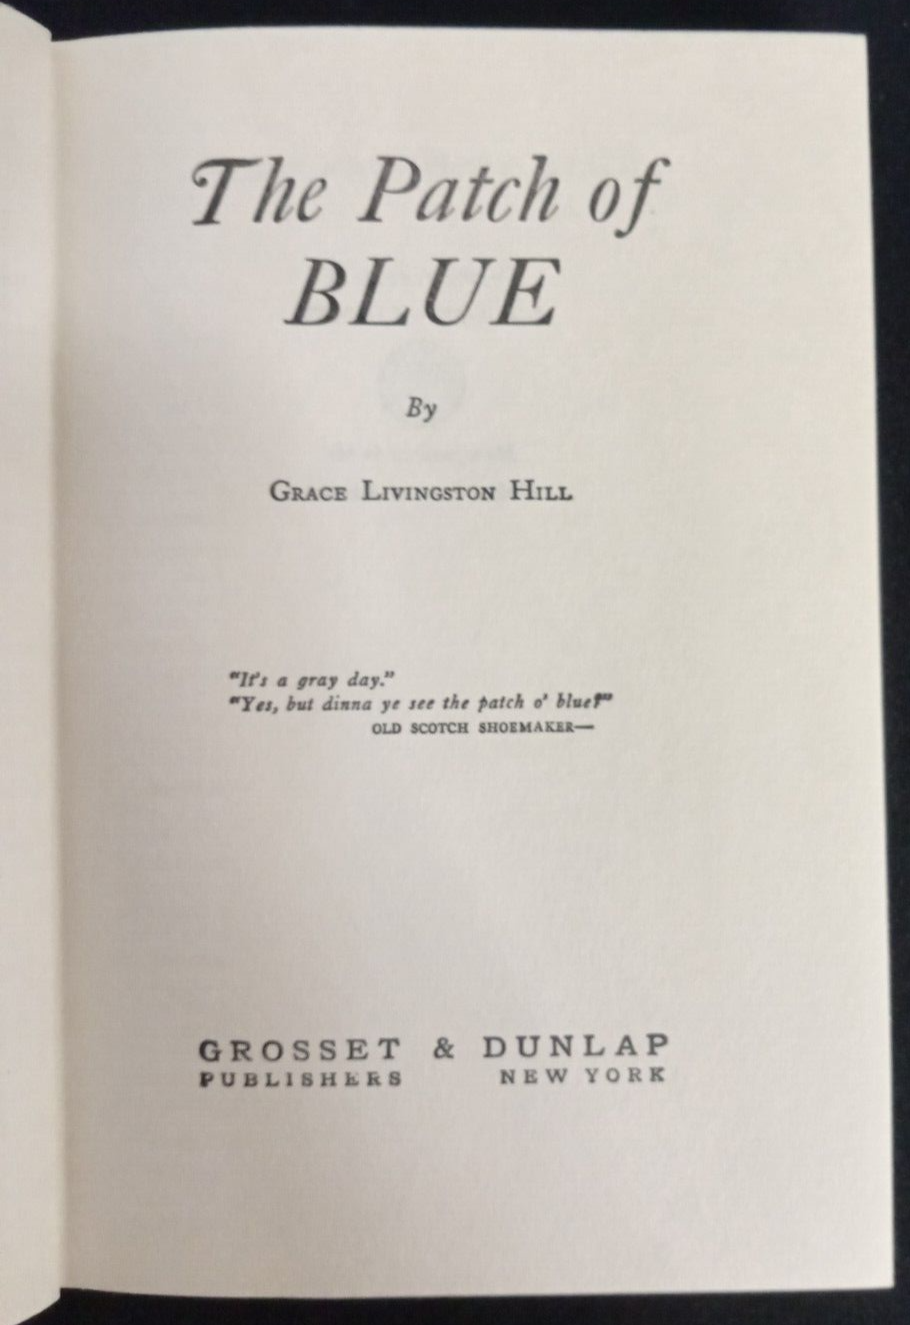 The Patch of
BLUE
By
GRACE LIVINGSTON HILL
"It's a gray day."
"Yes, but dinna ye see the patch o' blue?"
OLD SCOTCH SHOEMAKER—
GROSSET & DUNLAP
PUBLISHERS NEW YORK